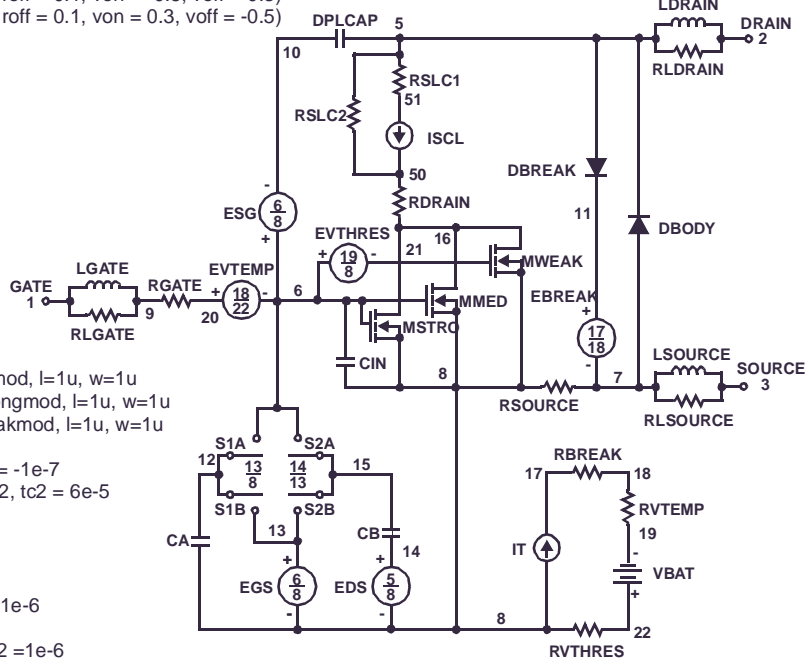 roff = 0.1, von = 0.3, voff = -0.5)
LDRAIN
DPLCAP
5
DRAIN
2
10
RLDRAIN
RSLC1
51
RSLC2
ISCL
50
DBREAK
RDRAIN
11
DBODY
ESG
6
8
-
+
EVTHRES
+
19
8
-
21
16
MWEAK
LGATE
GATE
1
RLGATE
9
RGATE
20
EVTEMP
+
18
22
-
6
MMED
MSTRO
EBREAK
+
17
18
-
CIN
8
LSOURCE
7
SOURCE
3
RSOURCE
RLSOURCE
mod, l=1u, w=1u
ongmod, l=1u, w=1u
akmod, l=1u, w=1u
= -1e-7
2, tc2 = 6e-5
1e-6
2 =1e-6
S1A
S2A
12
13
8
14
13
15
S1B
S2B
13
CA
CB
14
+
EGS
6
8
-
+
EDS
5
8
-
RBREAK
17
18
RVTEMP
19
-
IT
VBAT
+
8
22
RVTHRES